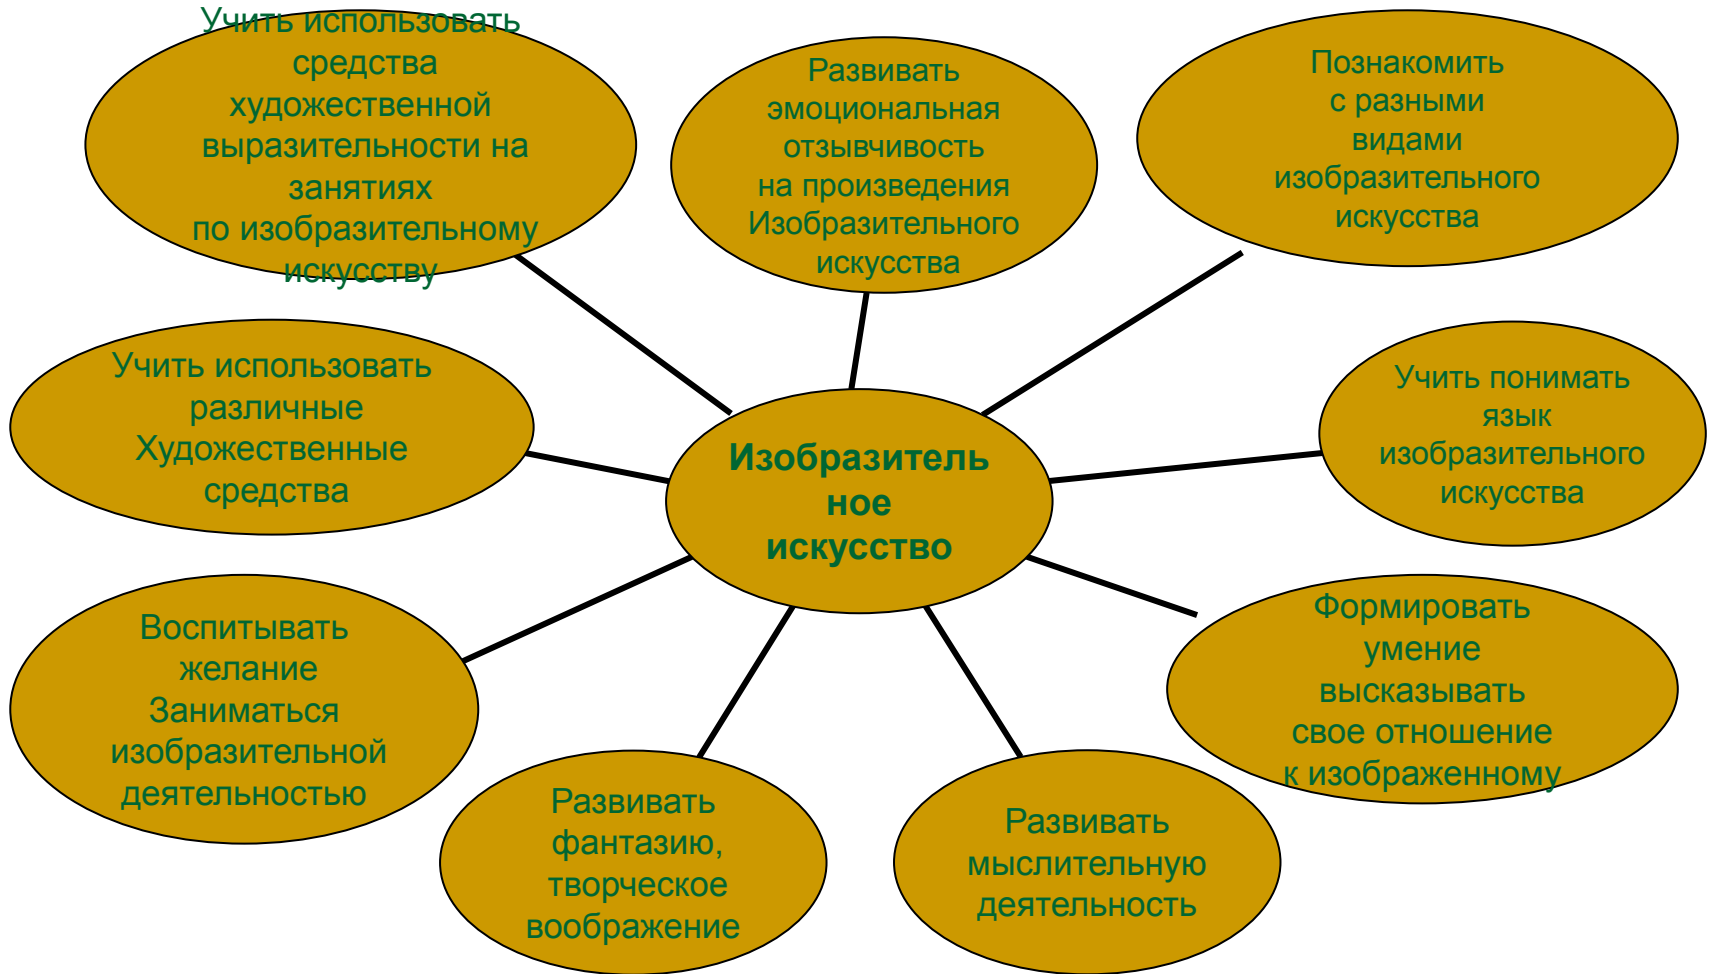 Учить использовать
средства
художественной
выразительности на
занятиях
по изобразительному
искусству
Развивать
эмоциональная
отзывчивость
на произведения
Изобразительного
искусства
Познакомить
с разными
видами
изобразительного
искусства
Учить использовать
различные
Художественные
средства
Учить понимать
язык
изобразительного
искусства
Изобразитель
ное
искусство
Воспитывать
желание
Заниматься
изобразительной
деятельностью
Формировать
умение
высказывать
свое отношение
к изображенному
Развивать
фантазию,
творческое
воображение
Развивать
мыслительную
деятельность